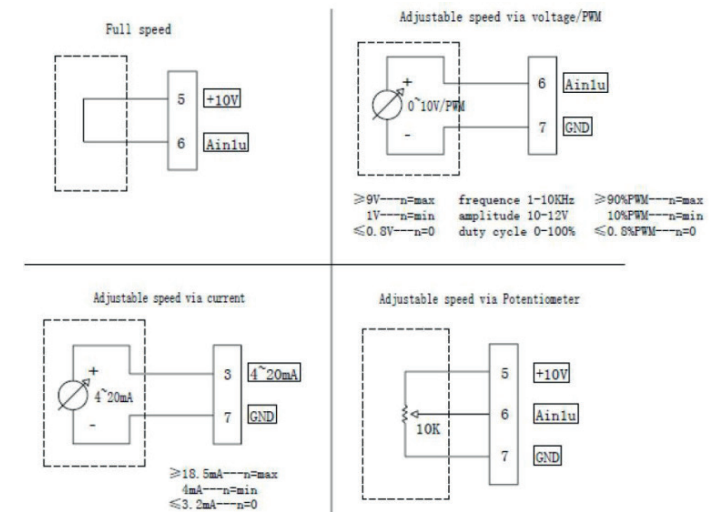 Full speed
5 +10V
6 Ain1u
Adjustable speed via voltage/PWM
+
0~10V/PWM
-
6 Ain1u
7 GND
≥9V---n=max frequence 1-10KHz ≥90%PWM---n=max
1V---n=min amplitude 10-12V 10%PWM---n=min
≤0.8V---n=0 duty cycle 0-100% ≤0.8%PWM---n=0
Adjustable speed via current
+
4~20mA
-
3 4~20mA
7 GND
≥18.5mA---n=max
4mA---n=min
≤3.2mA---n=0
Adjustable speed via Potentiometer
5 +10V
6 Ain1u
10K
7 GND